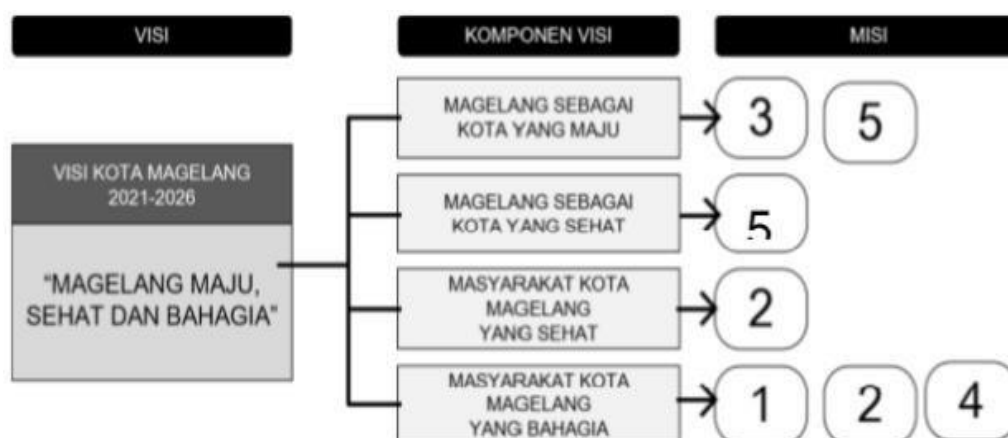 VISI
KOMPONEN VISI
MISI
VISI KOTA MAGELANG
2021-2026
"MAGELANG MAJU,
SEHAT DAN BAHAGIA"
MAGELANG SEBAGAI
KOTA YANG MAJU
3
5
MAGELANG SEBAGAI
KOTA YANG SEHAT
5
MASYARAKAT KOTA
MAGELANG
YANG SEHAT
2
MASYARAKAT KOTA
MAGELANG
YANG BAHAGIA
1
2
4